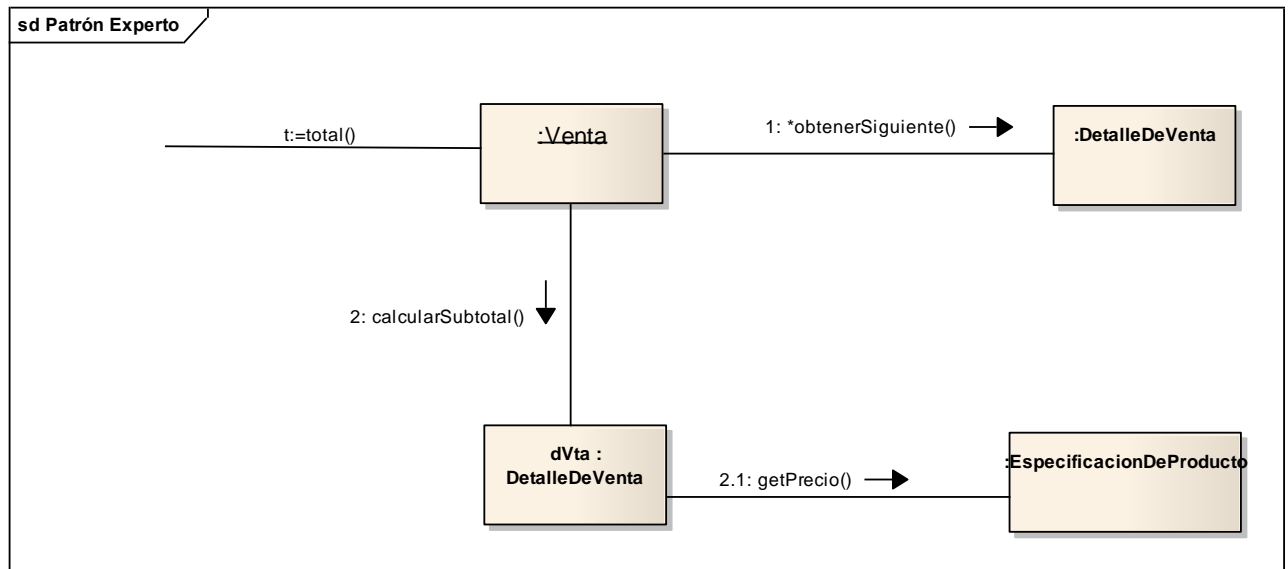 sd Patrón Experto
t:=total()
:Venta
1: *obtenerSiguiente()
:DetalleDeVenta
2: calcularSubtotal()
dVta :
DetalleDeVenta
2.1: getPrecio()
:EspecificacionDeProducto